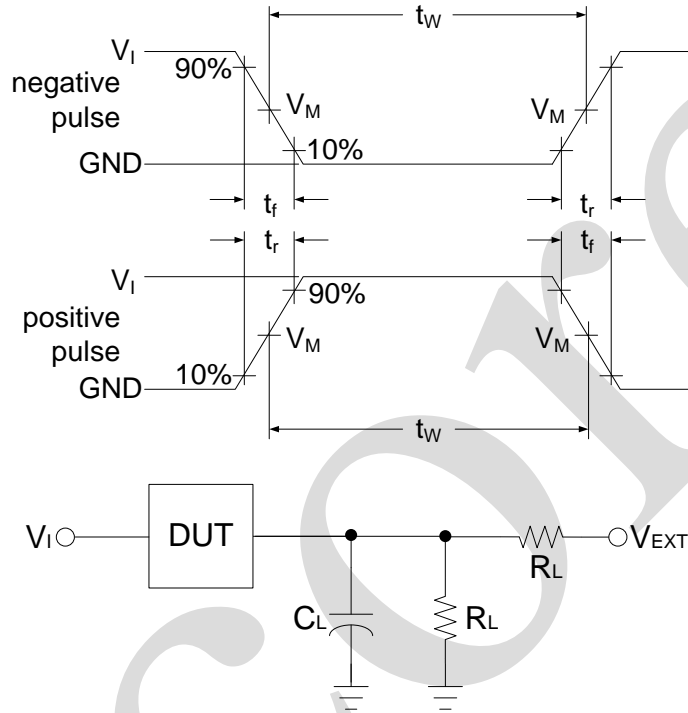 tW
VI
90%
negative
pulse
VM
VM
10%
GND
tf
tr
tr
tf
VI
90%
positive
pulse
VM
VM
10%
GND
tW
VI
DUT
VEXT
RL
CL
RL